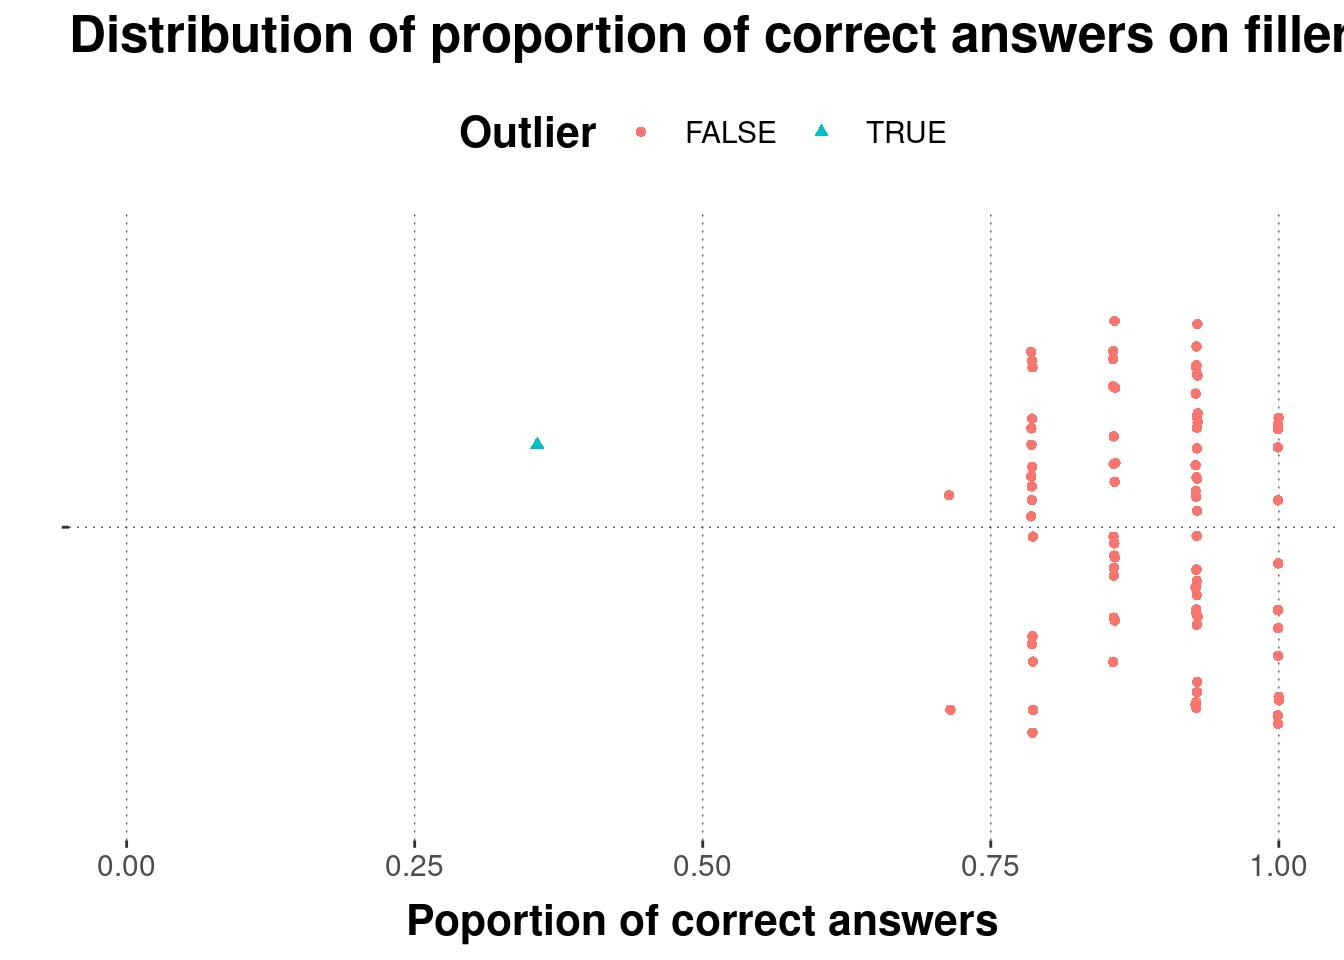 Distribution of proportion of correct answers on filler
Outlier FALSE TRUE
0.00 0.25 0.50 0.75 1.00
Poportion of correct answers